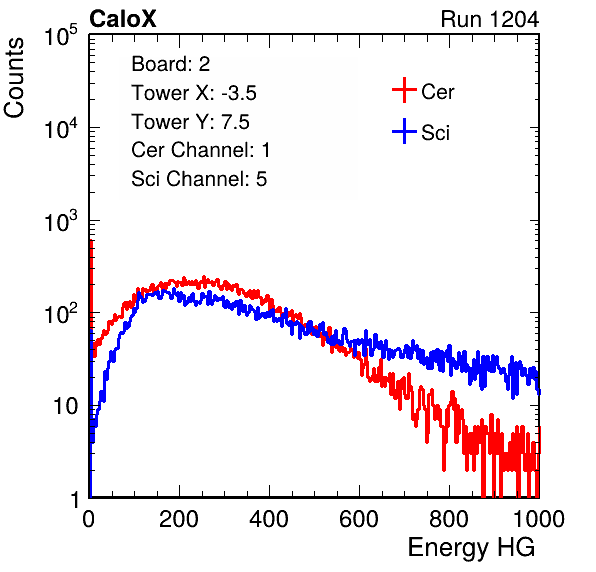 CaloX Run 1204
Counts
10^5
10^4
10^3
10^2
10
1
Board: 2
Tower X: -3.5
Tower Y: 7.5
Cer Channel: 1
Sci Channel: 5
Cer
Sci
0 200 400 600 800 1000
Energy HG